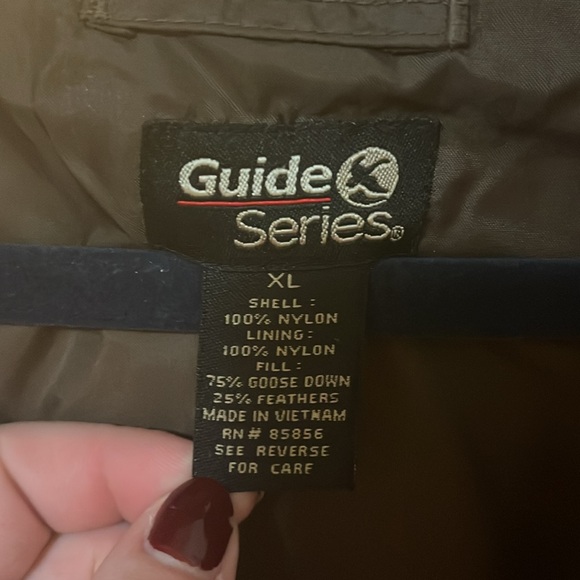 Guide
Series®
XL
SHELL :
100% NYLON
LINING:
100% NYLON
FILL:
75% GOOSE DOWN
25% FEATHERS
MADE IN VIETNAM
RN# 85856
SEE REVERSE
FOR CARE